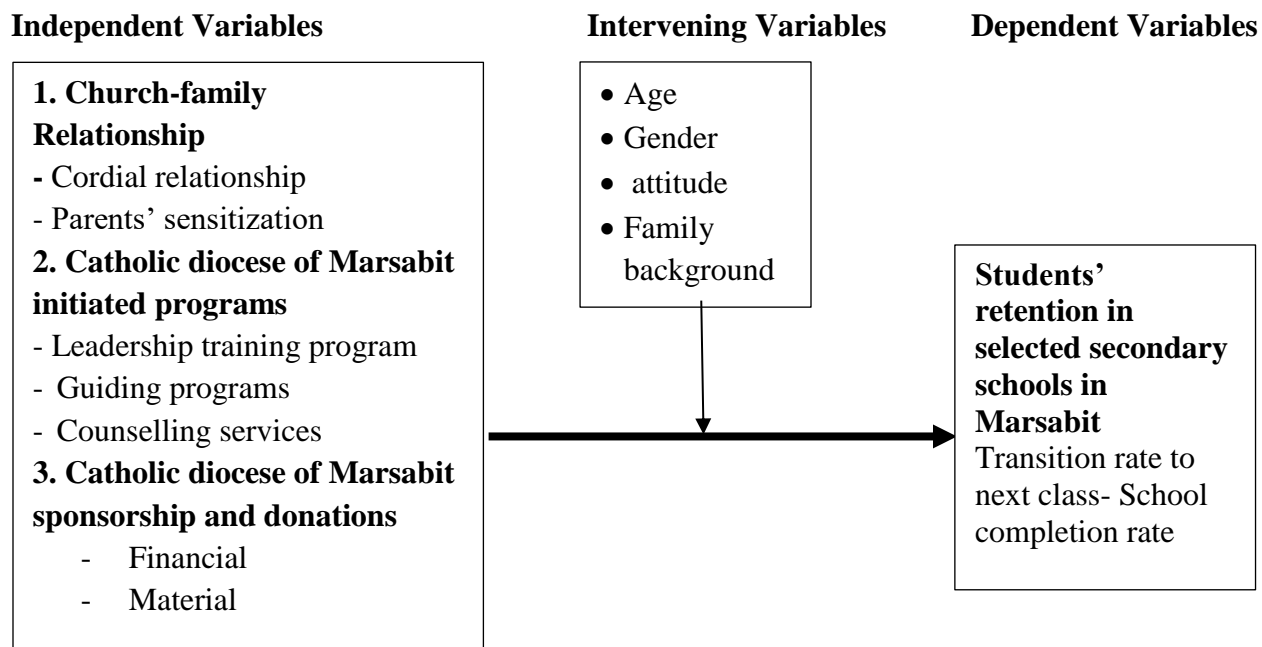 Independent Variables
1. Church-family
Relationship
- Cordial relationship
- Parents’ sensitization
2. Catholic diocese of Marsabit
initiated programs
- Leadership training program
- Guiding programs
- Counselling services
3. Catholic diocese of Marsabit
sponsorship and donations
- Financial
- Material
Intervening Variables
• Age
• Gender
• attitude
• Family
background
Dependent Variables
Students’
retention in
selected secondary
schools in
Marsabit
Transition rate to
next class- School
completion rate